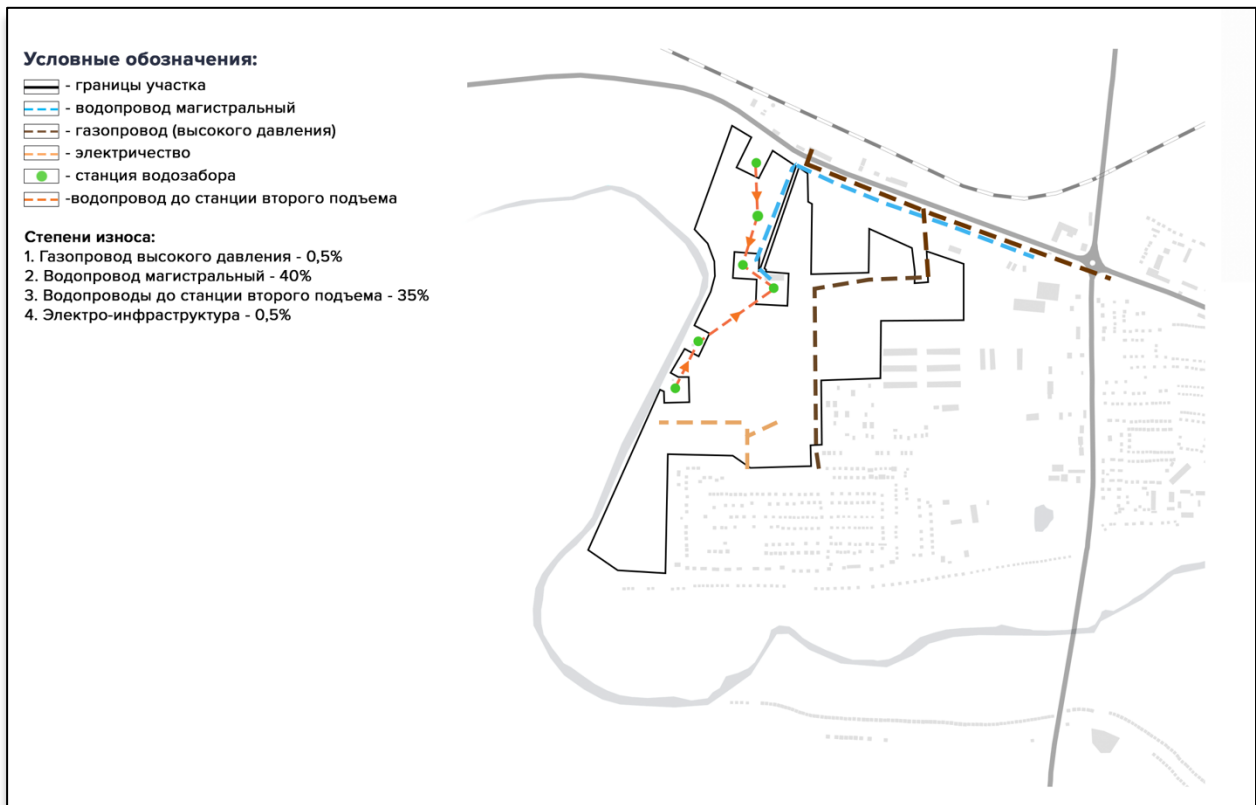 Условные обозначения:
- границы участка
- водопровод магистральный
- газопровод (высокого давления)
- электричество
- станция водозабора
-водопровод до станции второго подъема
Степени износа:
1. Газопровод высокого давления - 0,5%
2. Водопровод магистральный - 40%
3. Водопроводы до станции второго подъема - 35%
4. Электро-инфраструктура - 0,5%